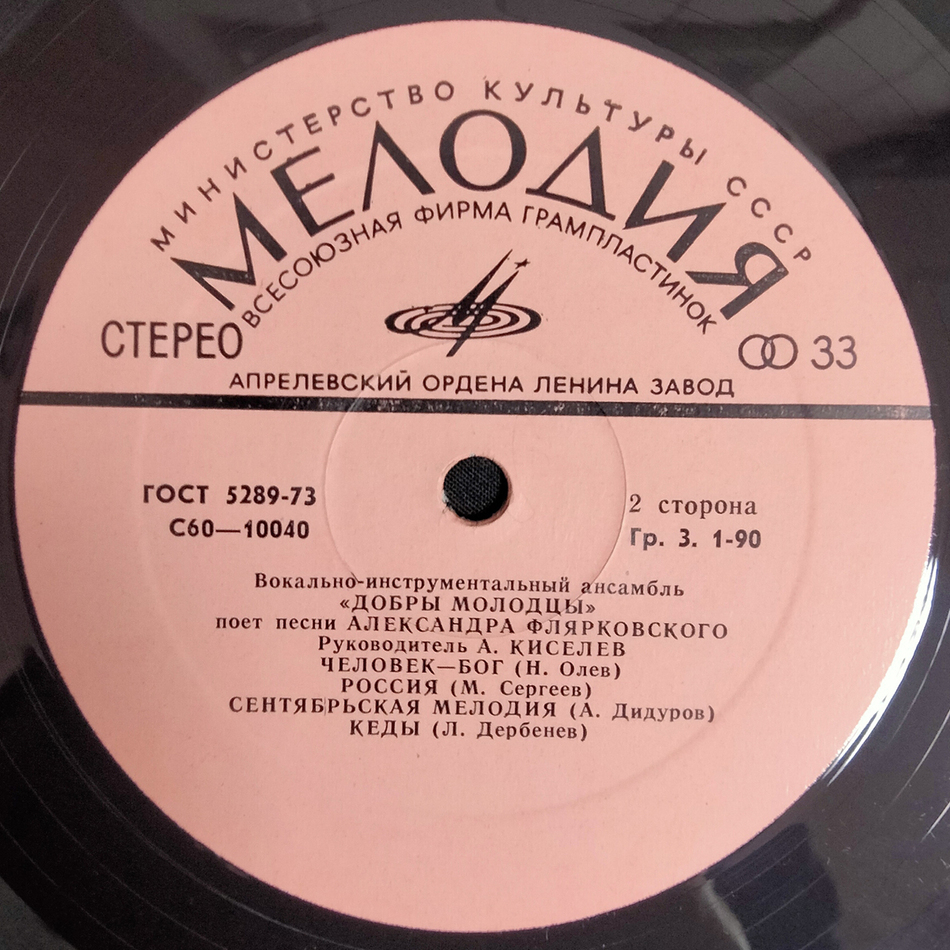 МИНИСТЕРСТВО КУЛЬТУРЫ СССР
МЕЛОДИЯ
ВСЕСОЮЗНАЯ ФИРМА ГРАМПЛАСТИНОК
СТЕРЕО
33
АПРЕЛЕВСКИЙ ОРДЕНА ЛЕНИНА ЗАВОД
ГОСТ 5289-73
С60—10040
2 сторона
Гр. 3. 1-90
Вокально-инструментальный ансамбль
«ДОБРЫ МОЛОДЦЫ»
поет песни АЛЕКСАНДРА ФЛЯРКОВСКОГО
Руководитель А. КИСЕЛЕВ
ЧЕЛОВЕК—БОГ (Н. Олев)
РОССИЯ (М. Сергеев)
СЕНТЯБРЬСКАЯ МЕЛОДИЯ (А. Дидуров)
КЕДЫ (Л. Дербенев)